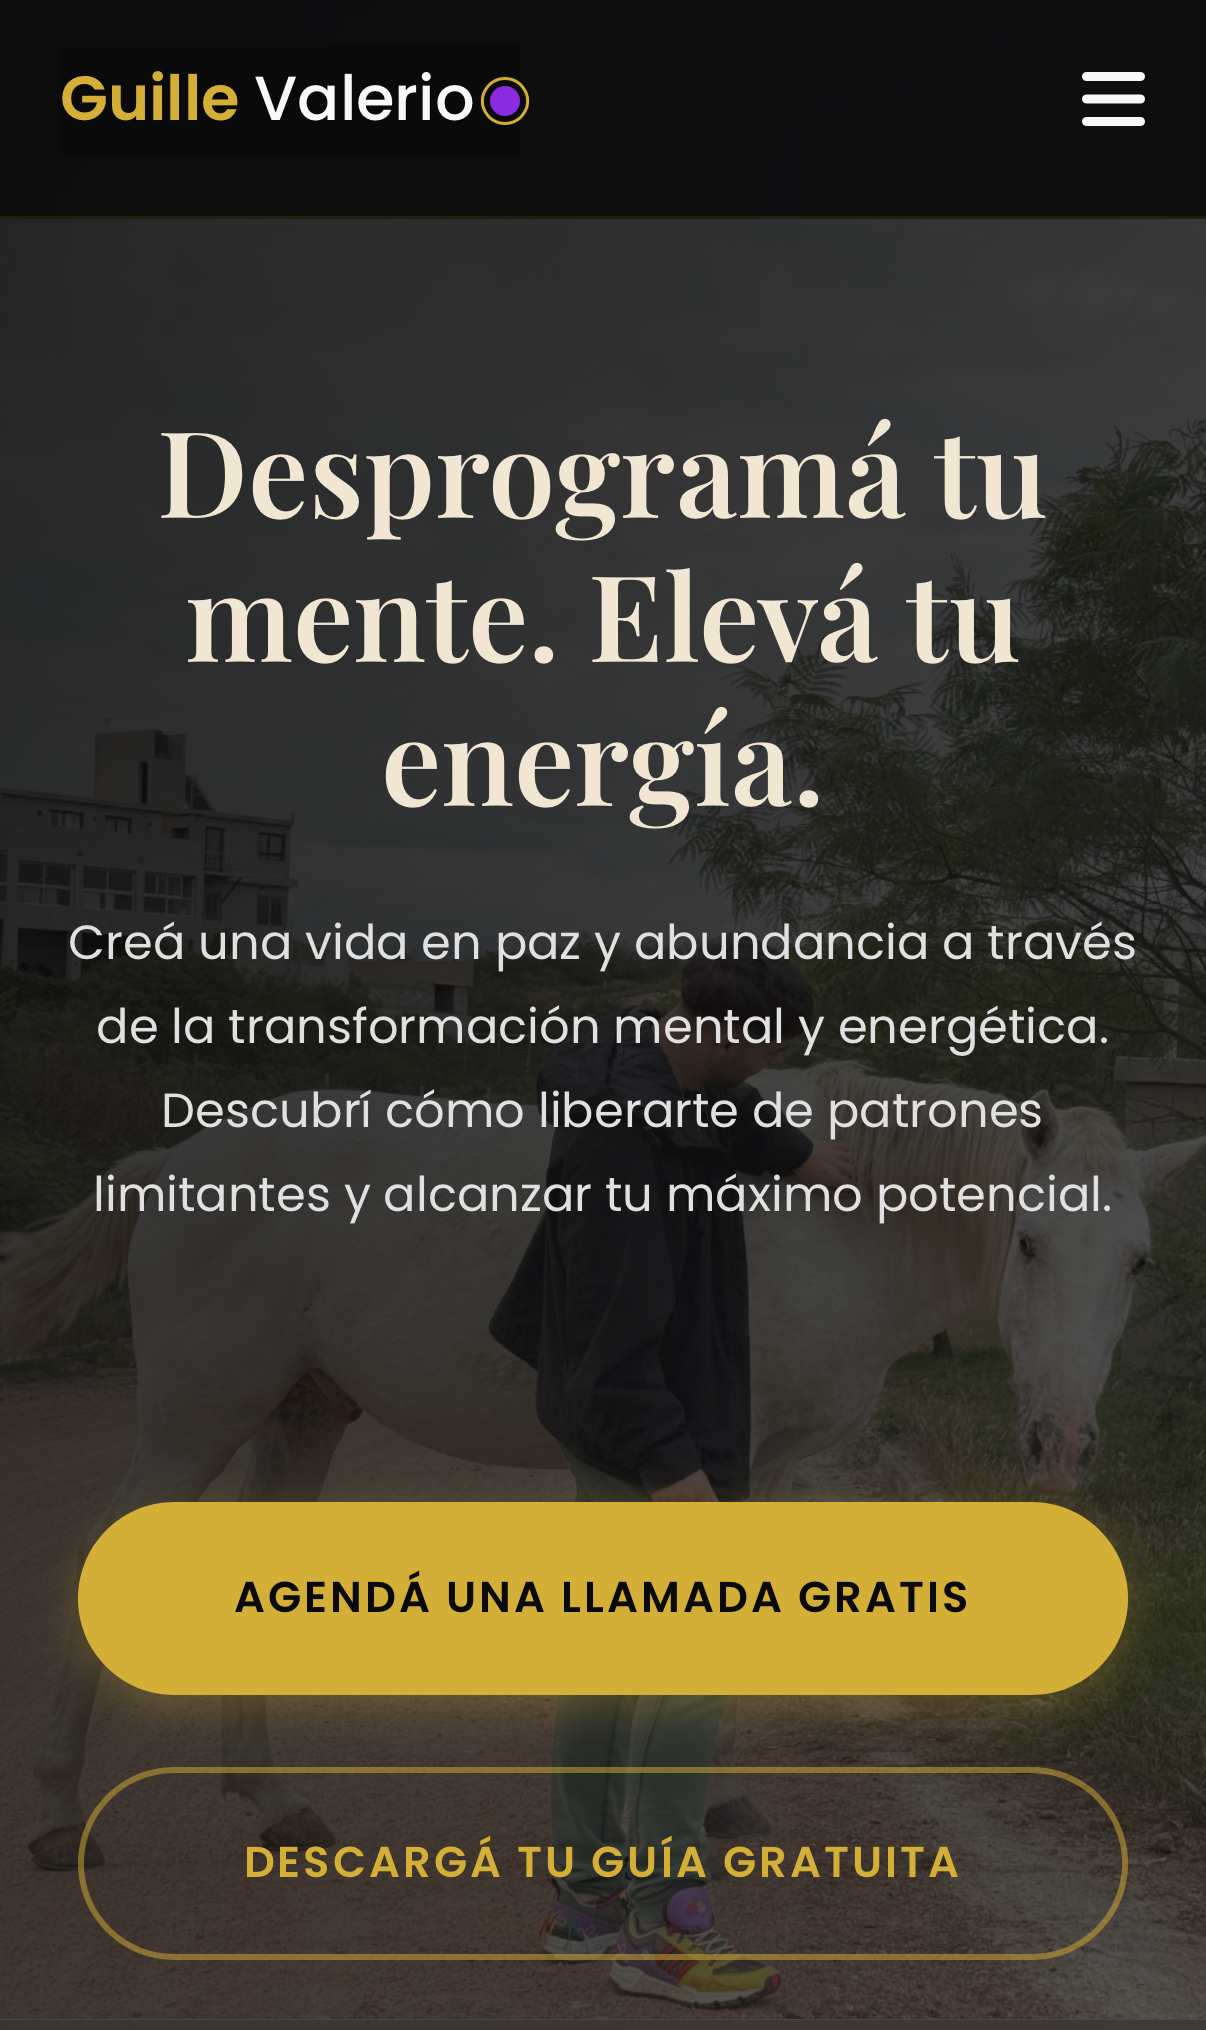 Guille Valerio
Desprogramá tu
mente. Elevá tu
energía.
Creá una vida en paz y abundancia a través
de la transformación mental y energética.
Descubrí cómo liberarte de patrones
limitantes y alcanzar tu máximo potencial.
AGENDÁ UNA LLAMADA GRATIS
DESCARGÁ TU GUÍA GRATUITA